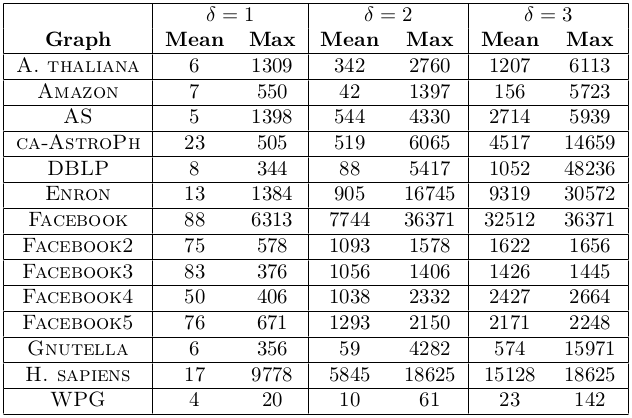 δ = 1 δ = 2 δ = 3
Graph Mean Max Mean Max Mean Max
A. THALIANA 6 1309 342 2760 1207 6113
AMAZON 7 550 42 1397 156 5723
AS 5 1398 544 4330 2714 5939
CA-ASTROPH 23 505 519 6065 4517 14659
DBLP 8 344 88 5417 1052 48236
ENRON 13 1384 905 16745 9319 30572
FACEBOOK 88 6313 7744 36371 32512 36371
FACEBOOK2 75 578 1093 1578 1622 1656
FACEBOOK3 83 376 1056 1406 1426 1445
FACEBOOK4 50 406 1038 2332 2427 2664
FACEBOOK5 76 671 1293 2150 2171 2248
GNUTELLA 6 356 59 4282 574 15971
H. SAPIENS 17 9778 5845 18625 15128 18625
WPG 4 20 10 61 23 142